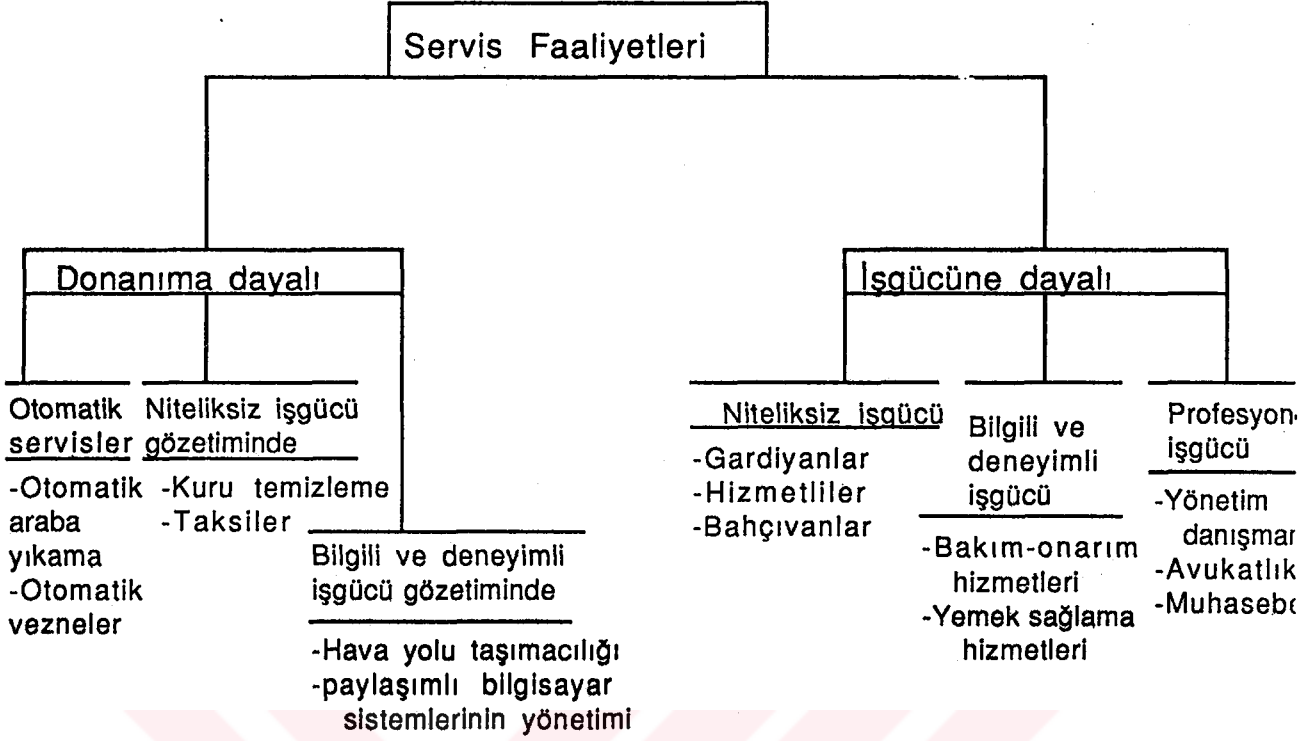 Servis Faaliyetleri
Donanıma dayalı
Otomatik
servisler
-Otomatik
araba
yıkama
-Otomatik
vezneler
Niteliksiz işgücü
gözetiminde
-Kuru temizleme
-Taksiler
Bilgili ve deneyimli
işgücü gözetiminde
-Hava yolu taşımacılığı
-paylaşımlı bilgisayar
sistemlerinin yönetimi
İşgücüne dayalı
Niteliksiz işgücü
-Gardiyanlar
-Hizmetliler
-Bahçıvanlar
Bilgili ve
deneyimli
işgücü
-Bakım-onarım
hizmetleri
-Yemek sağlama
hizmetleri
işgücü
-Yönetim
-Avukatlık